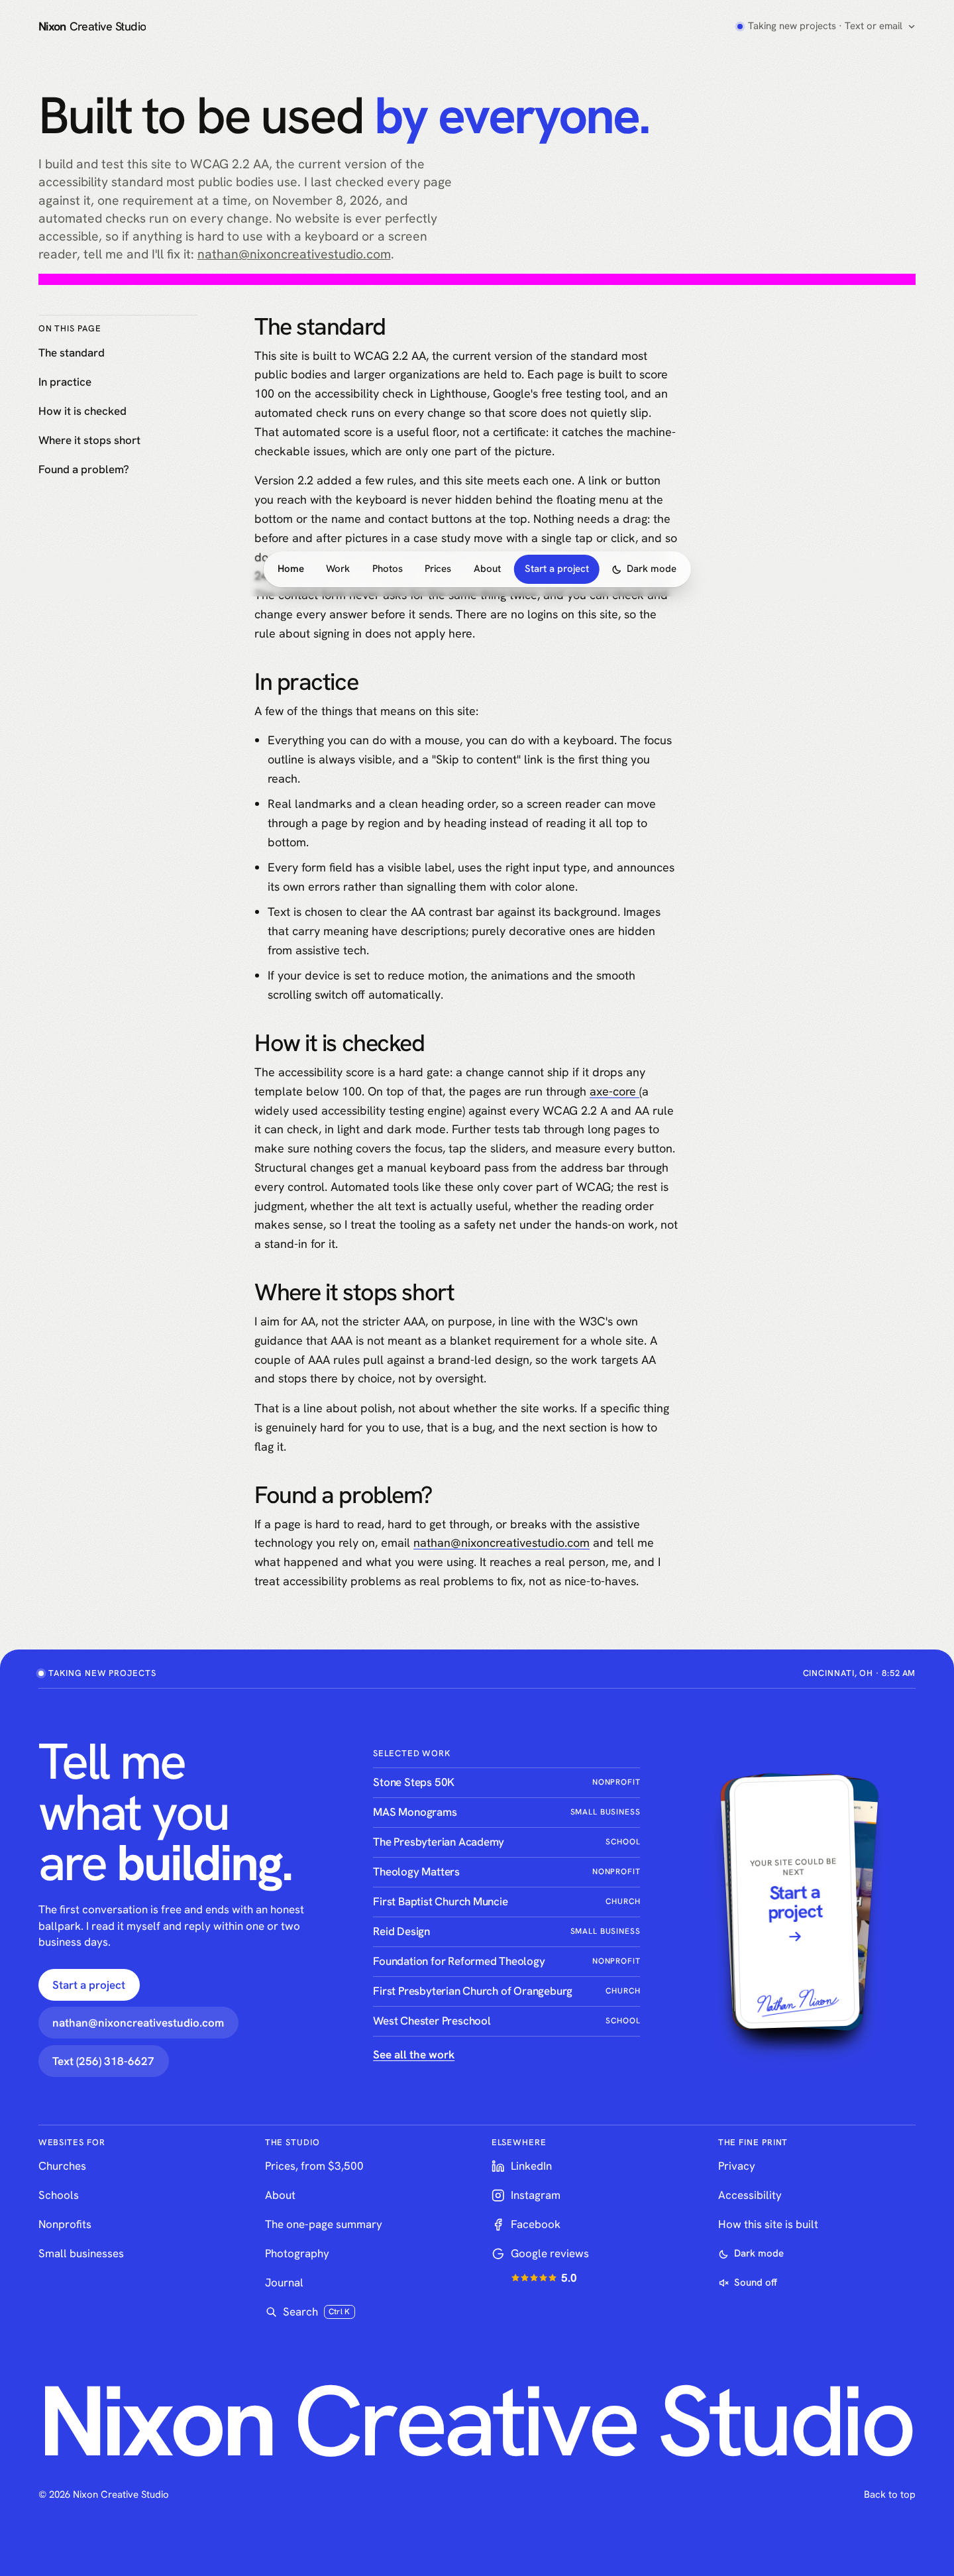 Nixon Creative Studio
Taking new projects · Text or email
Built to be used by everyone.
I build and test this site to WCAG 2.2 AA, the current version of the
accessibility standard most public bodies use. I last checked every page
against it, one requirement at a time, on November 8, 2026, and
automated checks run on every change. No website is ever perfectly
accessible, so if anything is hard to use with a keyboard or a screen
reader, tell me and I'll fix it: nathan@nixoncreativestudio.com.
ON THIS PAGE
The standard
In practice
How it is checked
Where it stops short
Found a problem?
The standard
This site is built to WCAG 2.2 AA, the current version of the standard most
public bodies and larger organizations are held to. Each page is built to score
100 on the accessibility check in Lighthouse, Google's free testing tool, and an
automated check runs on every change so that score does not quietly slip.
That automated score is a useful floor, not a certificate: it catches the machine-
checkable issues, which are only one part of the picture.
Version 2.2 added a few rules, and this site meets each one. A link or button
you reach with the keyboard is never hidden behind the floating menu at the
bottom or the name and contact buttons at the top. Nothing needs a drag: the
before and after pictures in a case study move with a single tap or click, and so
do
Home
Work
Photos
Prices
About
Start a project
Dark mode
The contact form never asks for the same thing twice, and you can check and
change every answer before it sends. There are no logins on this site, so the
rule about signing in does not apply here.
In practice
A few of the things that means on this site:
• Everything you can do with a mouse, you can do with a keyboard. The focus
outline is always visible, and a "Skip to content" link is the first thing you
reach.
• Real landmarks and a clean heading order, so a screen reader can move
through a page by region and by heading instead of reading it all top to
bottom.
• Every form field has a visible label, uses the right input type, and announces
its own errors rather than signalling them with color alone.
• Text is chosen to clear the AA contrast bar against its background. Images
that carry meaning have descriptions; purely decorative ones are hidden
from assistive tech.
• If your device is set to reduce motion, the animations and the smooth
scrolling switch off automatically.
How it is checked
The accessibility score is a hard gate: a change cannot ship if it drops any
template below 100. On top of that, the pages are run through axe-core (a
widely used accessibility testing engine) against every WCAG 2.2 A and AA rule
it can check, in light and dark mode. Further tests tab through long pages to
make sure nothing covers the focus, tap the sliders, and measure every button.
Structural changes get a manual keyboard pass from the address bar through
every control. Automated tools like these only cover part of WCAG; the rest is
judgment, whether the alt text is actually useful, whether the reading order
makes sense, so I treat the tooling as a safety net under the hands-on work, not
a stand-in for it.
Where it stops short
I aim for AA, not the stricter AAA, on purpose, in line with the W3C's own
guidance that AAA is not meant as a blanket requirement for a whole site. A
couple of AAA rules pull against a brand-led design, so the work targets AA
and stops there by choice, not by oversight.
That is a line about polish, not about whether the site works. If a specific thing
is genuinely hard for you to use, that is a bug, and the next section is how to
flag it.
Found a problem?
If a page is hard to read, hard to get through, or breaks with the assistive
technology you rely on, email nathan@nixoncreativestudio.com and tell me
what happened and what you were using. It reaches a real person, me, and I
treat accessibility problems as real problems to fix, not as nice-to-haves.
TAKING NEW PROJECTS
CINCINNATI, OH · 8:52 AM
Tell me
what you
are building.
The first conversation is free and ends with an honest
ballpark. I read it myself and reply within one or two
business days.
Start a project
nathan@nixoncreativestudio.com
Text (256) 318-6627
SELECTED WORK
Stone Steps 50K NONPROFIT
MAS Monograms SMALL BUSINESS
The Presbyterian Academy SCHOOL
Theology Matters NONPROFIT
First Baptist Church Muncie CHURCH
Reid Design SMALL BUSINESS
Foundation for Reformed Theology NONPROFIT
First Presbyterian Church of Orangeburg CHURCH
West Chester Preschool SCHOOL
See all the work
YOUR SITE COULD BE
NEXT
Start a
project
Nathan Nixon
WEBSITES FOR
Churches
Schools
Nonprofits
Small businesses
THE STUDIO
Prices, from $3,500
About
The one-page summary
Photography
Journal
Search Ctrl K
ELSEWHERE
LinkedIn
Instagram
Facebook
Google reviews
★★★★★ 5.0
THE FINE PRINT
Privacy
Accessibility
How this site is built
Dark mode
Sound off
Nixon Creative Studio
© 2026 Nixon Creative Studio
Back to top